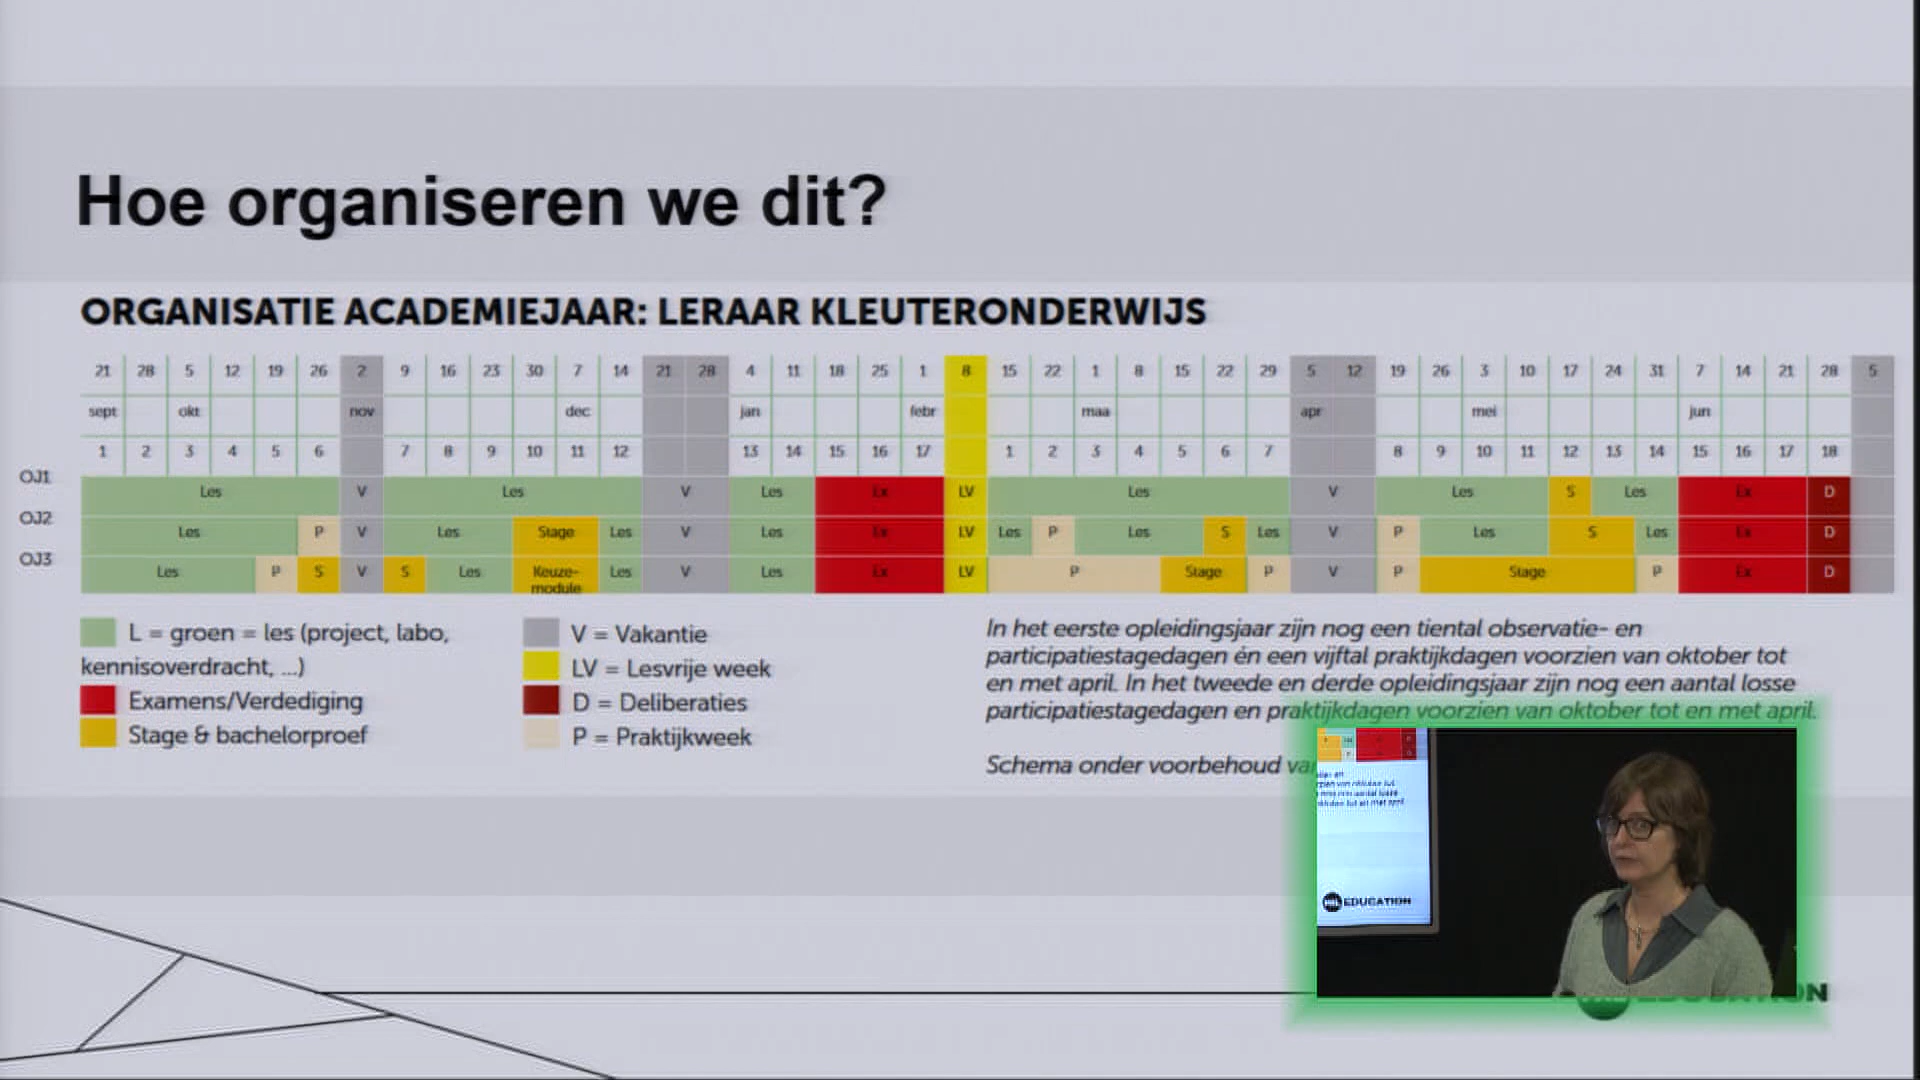 Hoe organiseren we dit?
ORGANISATIE ACADEMIEJAAR: LERAAR KLEUTERONDERWIJS
21 28 5 12 19 26 2 9 16 23 30 7 14 21 28 4 11 18 25 1 8 15 22 1 8 15 22 29 5 12 19 26 3 10 17 24 31 7 14 21 28 5
sept okt nov dec jan febr maa apr mei jun
1 2 3 4 5 6 7 8 9 10 11 12 13 14 15 16 17 1 2 3 4 5 6 7 8 9 10 11 12 13 14 15 16 17 18
OJ1 Les V Les V Les Ex LV Les V Les S Les Ex D
OJ2 Les P V Les Stage Les V Les Ex LV Les P Les S Les V P Les S Les Ex D
OJ3 Les P S V S Les Keuze-module Les V Les Ex LV P Stage P V P Stage P Ex D
L = groen = les (project, labo,
kennisoverdracht, ...)
Examens/Verdediging
Stage & bachelorproef
V = Vakantie
LV = Lesvrije week
D = Deliberaties
P = Praktijkweek
In het eerste opleidingsjaar zijn nog een tiental observatie- en
participatiestagedagen én een vijftal praktijkdagen voorzien van oktober tot
en met april. In het tweede en derde opleidingsjaar zijn nog een aantal losse
participatiestagedagen en praktijkdagen voorzien van oktober tot en met april.
Schema onder voorbehoud
EDUCATION